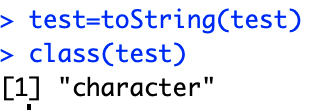 > test=toString(test)
> class(test)
[1] "character"